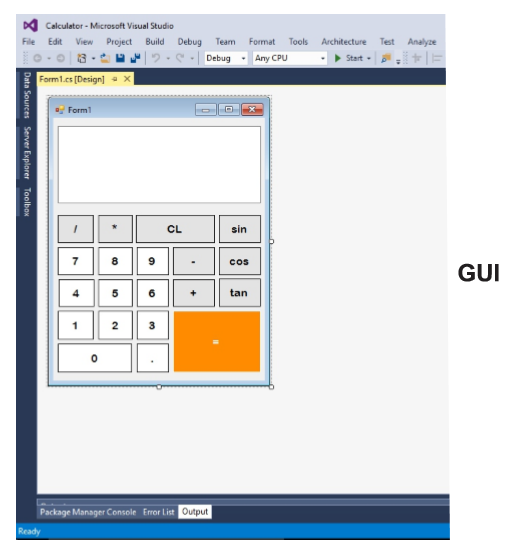 Calculator - Microsoft Visual Studio
File Edit View Project Build Debug Team Format Tools Architecture Test Analyze
Debug Any CPU Start
Data Sources
Server Explorer
Toolbox
Form1.cs [Design]
Form1
/ * CL sin
7 8 9 - cos
4 5 6 + tan
1 2 3
=
0 .
GUI
Package Manager Console Error List Output
Ready